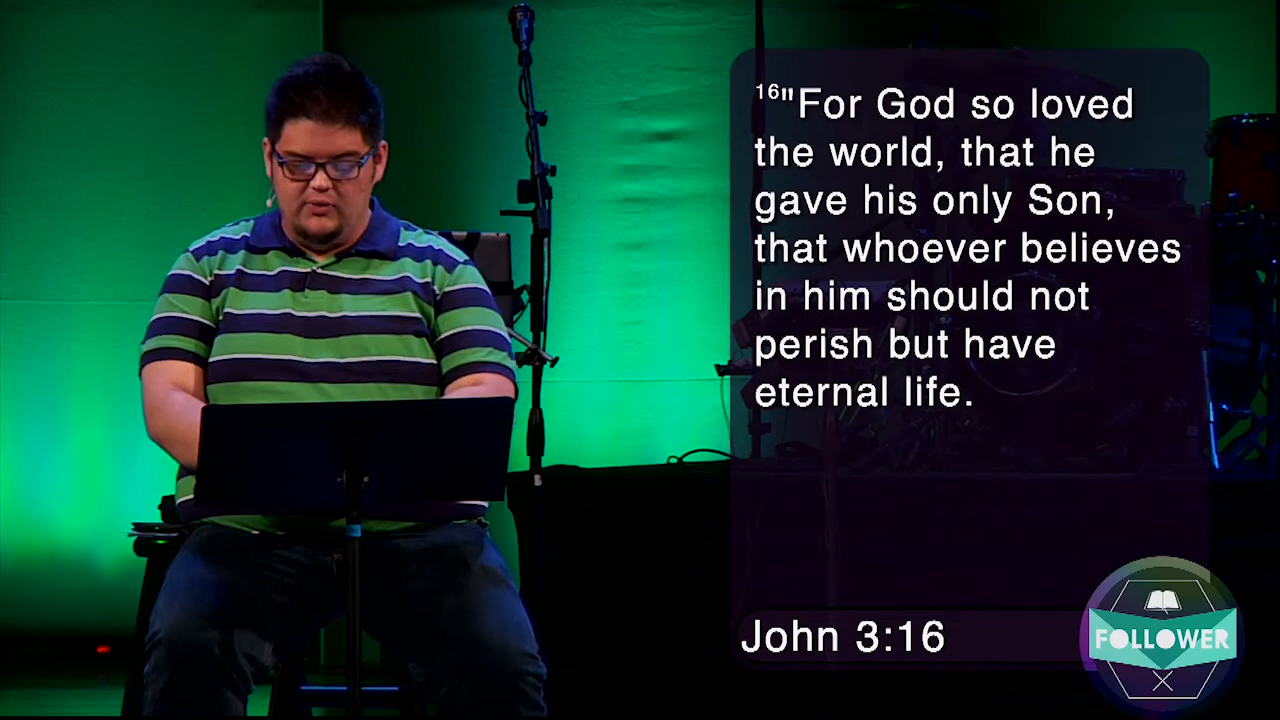 16"For God so loved
the world, that he
gave his only Son,
that whoever believes
in him should not
perish but have
eternal life.
John 3:16
FOLLOWER